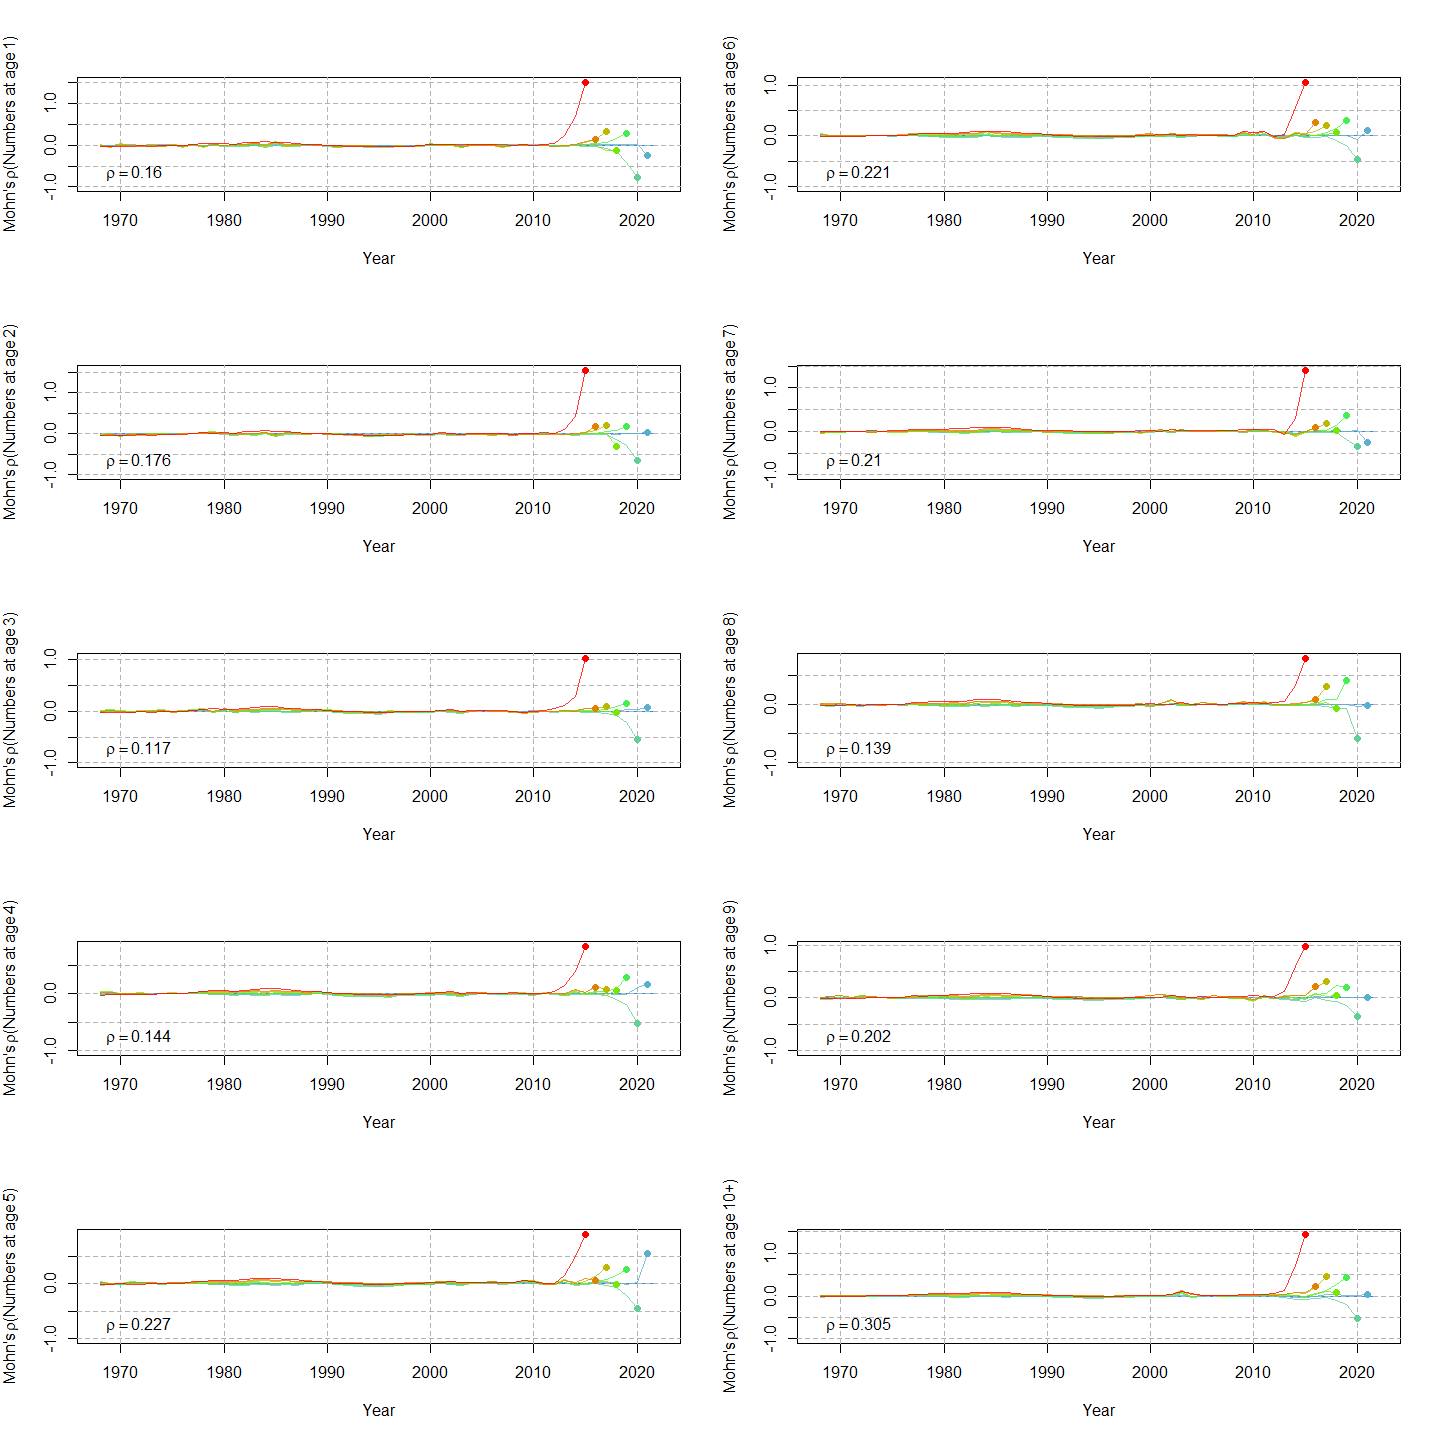 Mohn's ρ(Numbers at age 1)
1.0
0.0
-1.0
ρ = 0.16
1970 1980 1990 2000 2010 2020
Year
Mohn's ρ(Numbers at age 6)
1.0
0.0
-1.0
ρ = 0.221
1970 1980 1990 2000 2010 2020
Year
Mohn's ρ(Numbers at age 2)
1.0
0.0
-1.0
ρ = 0.176
1970 1980 1990 2000 2010 2020
Year
Mohn's ρ(Numbers at age 7)
1.0
0.0
-1.0
ρ = 0.21
1970 1980 1990 2000 2010 2020
Year
Mohn's ρ(Numbers at age 3)
1.0
0.0
-1.0
ρ = 0.117
1970 1980 1990 2000 2010 2020
Year
Mohn's ρ(Numbers at age 8)
0.0
-1.0
ρ = 0.139
1970 1980 1990 2000 2010 2020
Year
Mohn's ρ(Numbers at age 4)
0.0
-1.0
ρ = 0.144
1970 1980 1990 2000 2010 2020
Year
Mohn's ρ(Numbers at age 9)
1.0
0.0
-1.0
ρ = 0.202
1970 1980 1990 2000 2010 2020
Year
Mohn's ρ(Numbers at age 5)
0.0
-1.0
ρ = 0.227
1970 1980 1990 2000 2010 2020
Year
Mohn's ρ(Numbers at age 10+)
1.0
0.0
-1.0
ρ = 0.305
1970 1980 1990 2000 2010 2020
Year